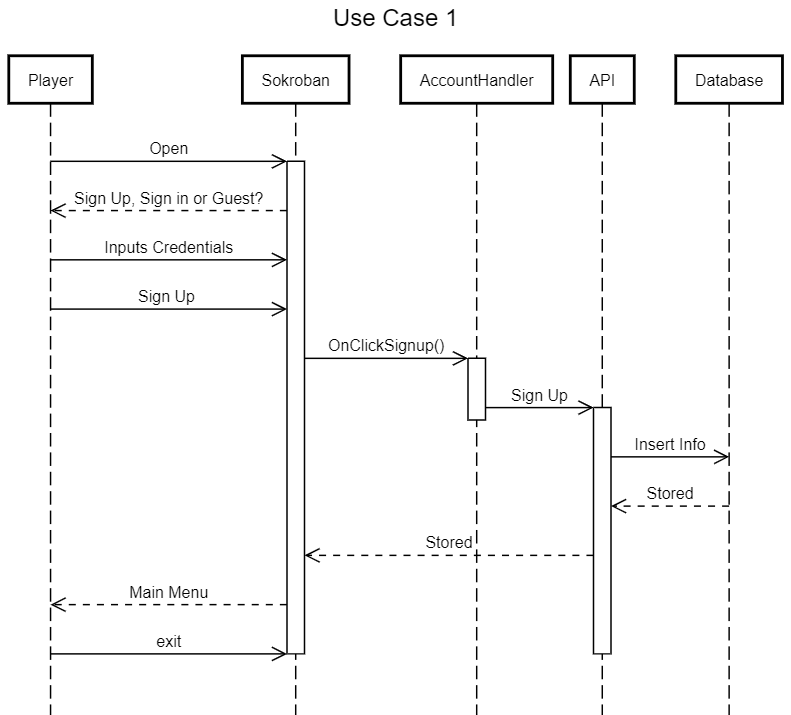 Use Case 1
Player
Sokroban
AccountHandler
API
Database
Open
Sign Up, Sign in or Guest?
Inputs Credentials
Sign Up
OnClickSignup()
Sign Up
Insert Info
Stored
Stored
Main Menu
exit